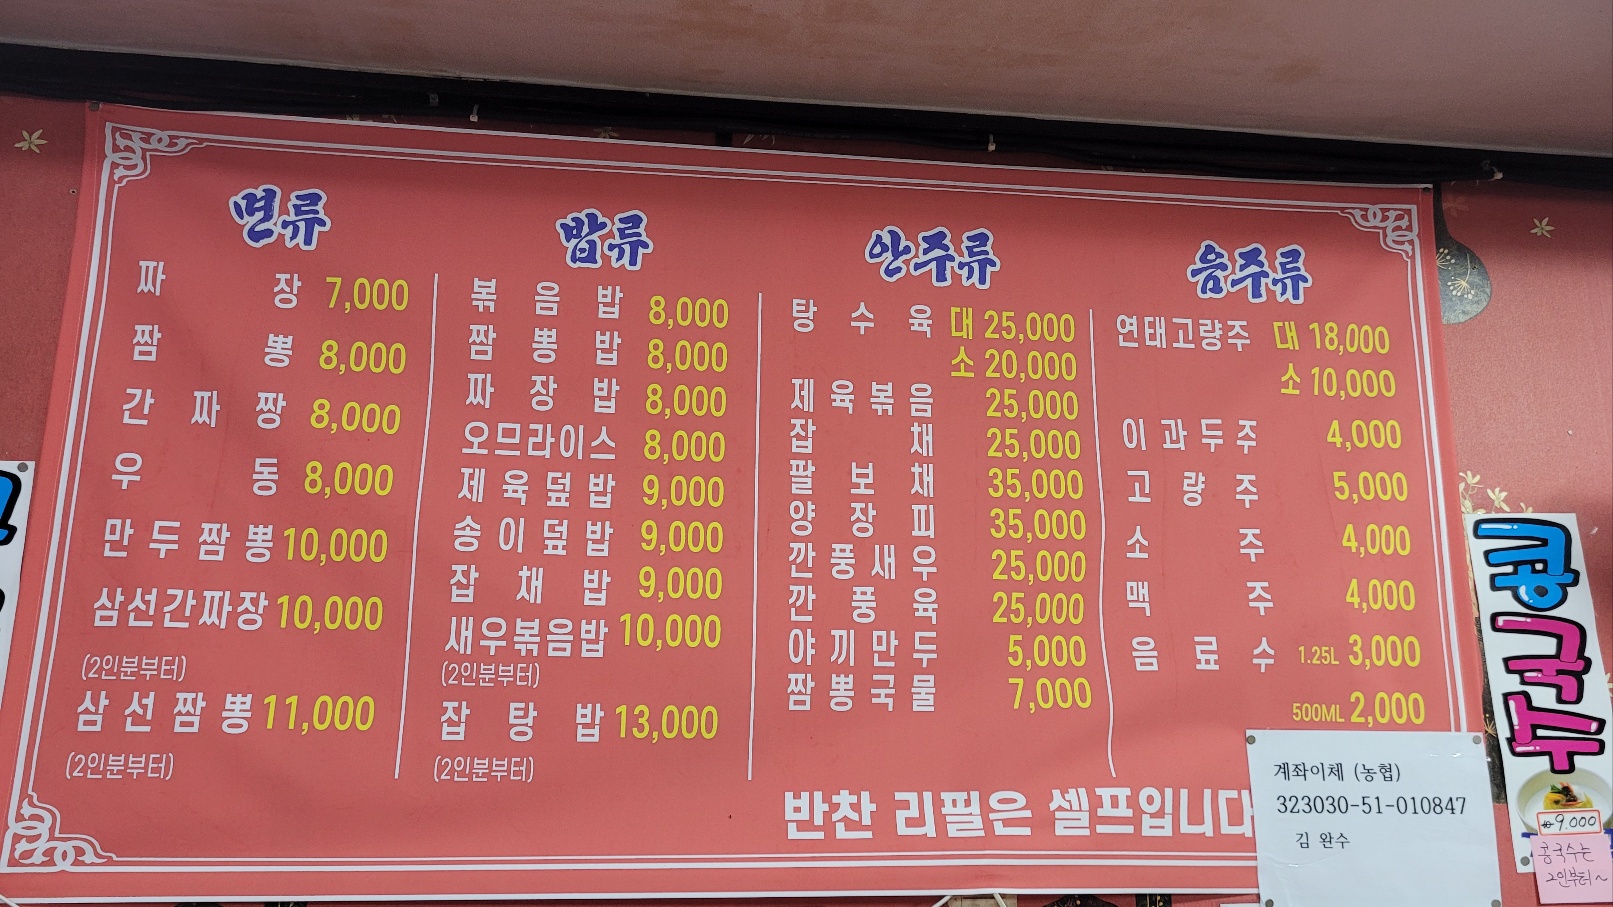 면류
짜장 7,000
짬뽕 8,000
간짜장 8,000
우동 8,000
만두짬뽕 10,000
삼선간짜장 10,000
(2인분부터)
삼선짬뽕 11,000
(2인분부터)
밥류
볶음밥 8,000
짬뽕밥 8,000
짜장밥 8,000
오므라이스 8,000
제육덮밥 9,000
송이덮밥 9,000
잡채밥 9,000
새우볶음밥 10,000
(2인분부터)
잡탕밥 13,000
(2인분부터)
안주류
탕수육 대 25,000
소 20,000
제육볶음 25,000
잡채 25,000
팔보채 35,000
양장피 35,000
깐풍새우 25,000
깐풍육 25,000
야끼만두 5,000
짬뽕국물 7,000
음주류
연태고량주 대 18,000
소 10,000
이과두주 4,000
고량주 5,000
소주 4,000
맥주 4,000
음료수 1.25L 3,000
500ML 2,000
반찬 리필은 셀프입니다
계좌이체 (농협)
323030-51-010847
김 완수
콩국수
₩9.000
콩국수는
2인부터~